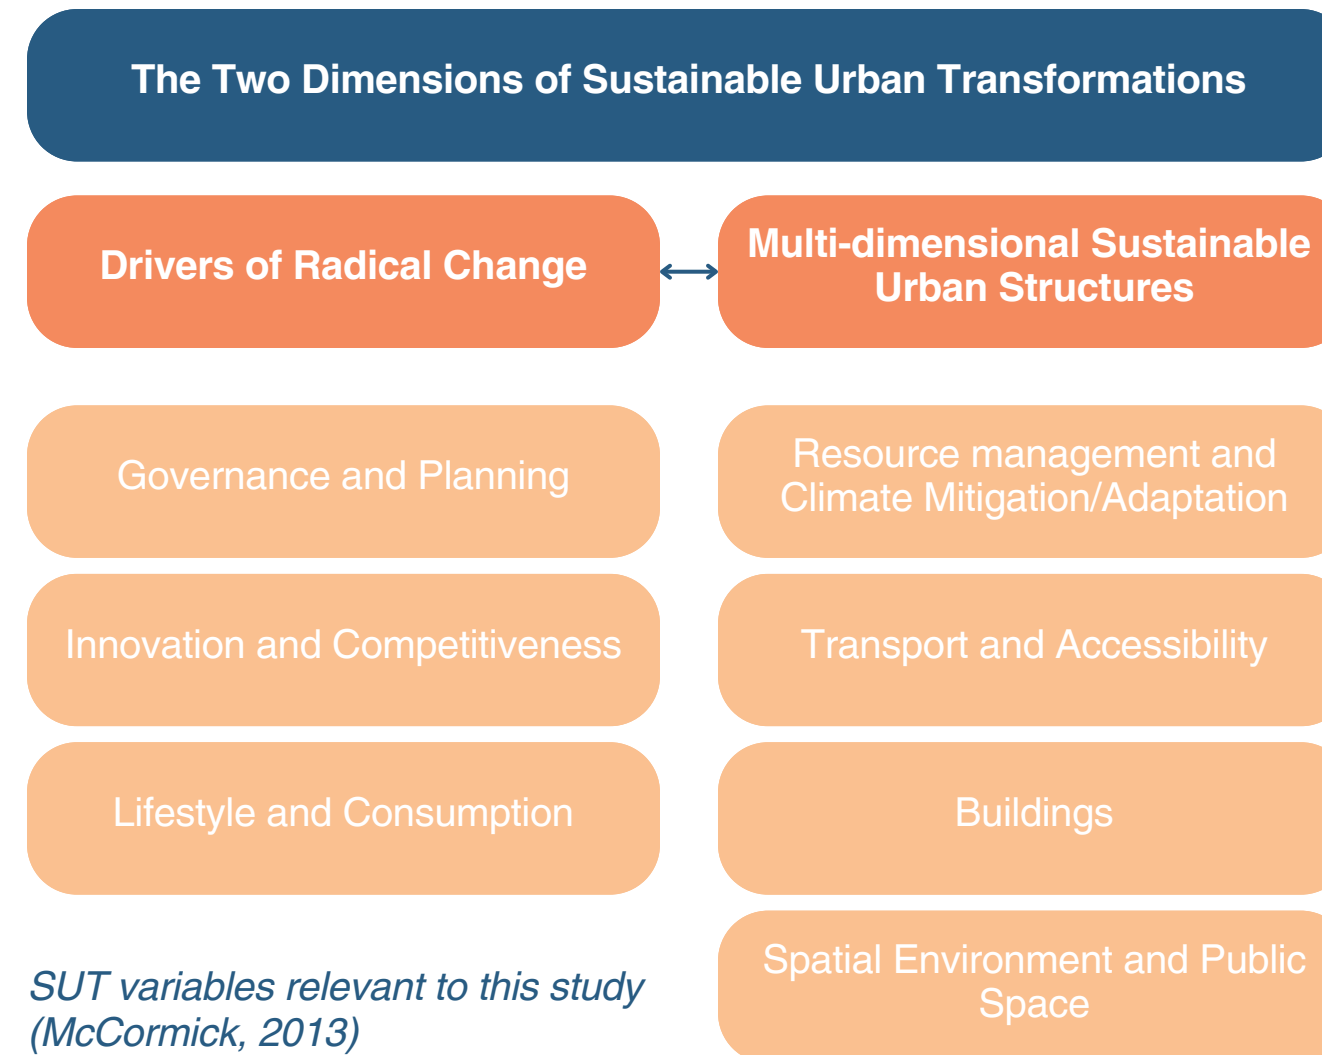 The Two Dimensions of Sustainable Urban Transformations
Drivers of Radical Change
Multi-dimensional Sustainable
Urban Structures
Governance and Planning
Resource management and
Climate Mitigation/Adaptation
Innovation and Competitiveness
Transport and Accessibility
Lifestyle and Consumption
Buildings
Spatial Environment and Public
Space
SUT variables relevant to this study
(McCormick, 2013)